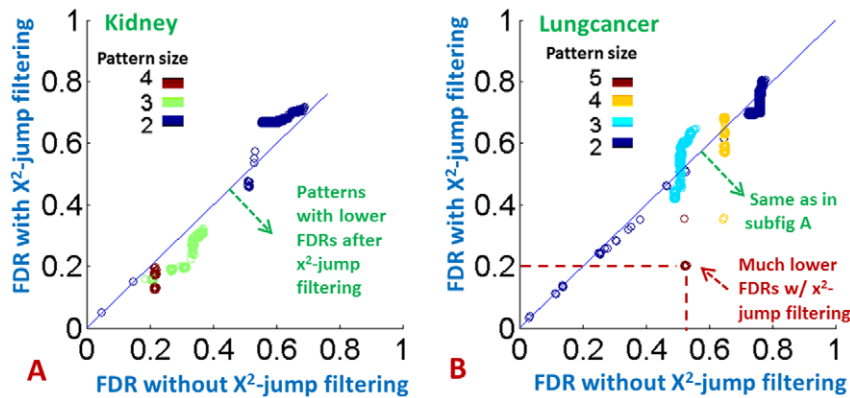 Kidney
Pattern size
4
3
2
1
0.8
0.6
0.4
0.2
0
0 0.2 0.4 0.6 0.8 1
FDR with X²-jump filtering
FDR without X²-jump filtering
Patterns
with lower
FDRs after
x²-jump
filtering
A
Lungcancer
Pattern size
5
4
3
2
1
0.8
0.6
0.4
0.2
0
0 0.2 0.4 0.6 0.8 1
FDR with X²-jump filtering
FDR without X²-jump filtering
Same as in
subfig A
Much lower
FDRs w/ x²-
jump filtering
B